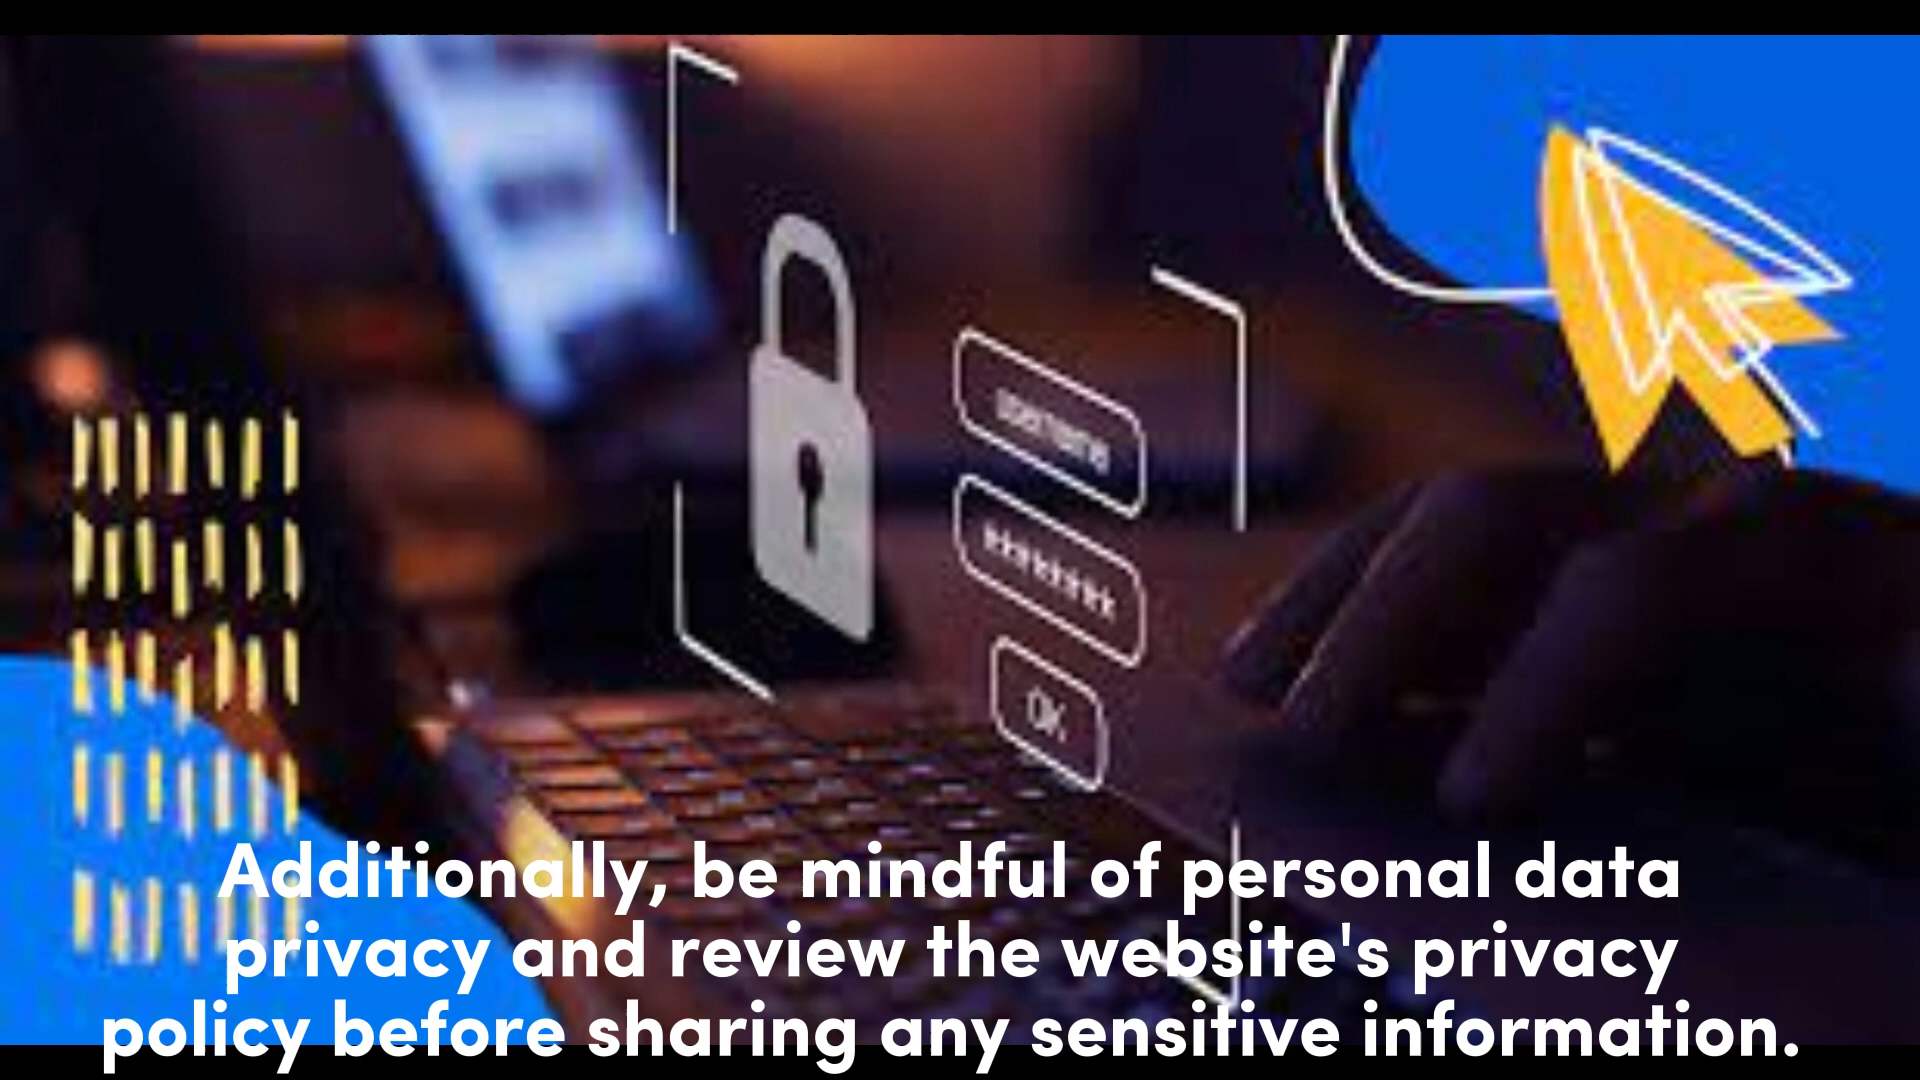 username
********
OK
Additionally, be mindful of personal data
privacy and review the website's privacy
policy before sharing any sensitive information.